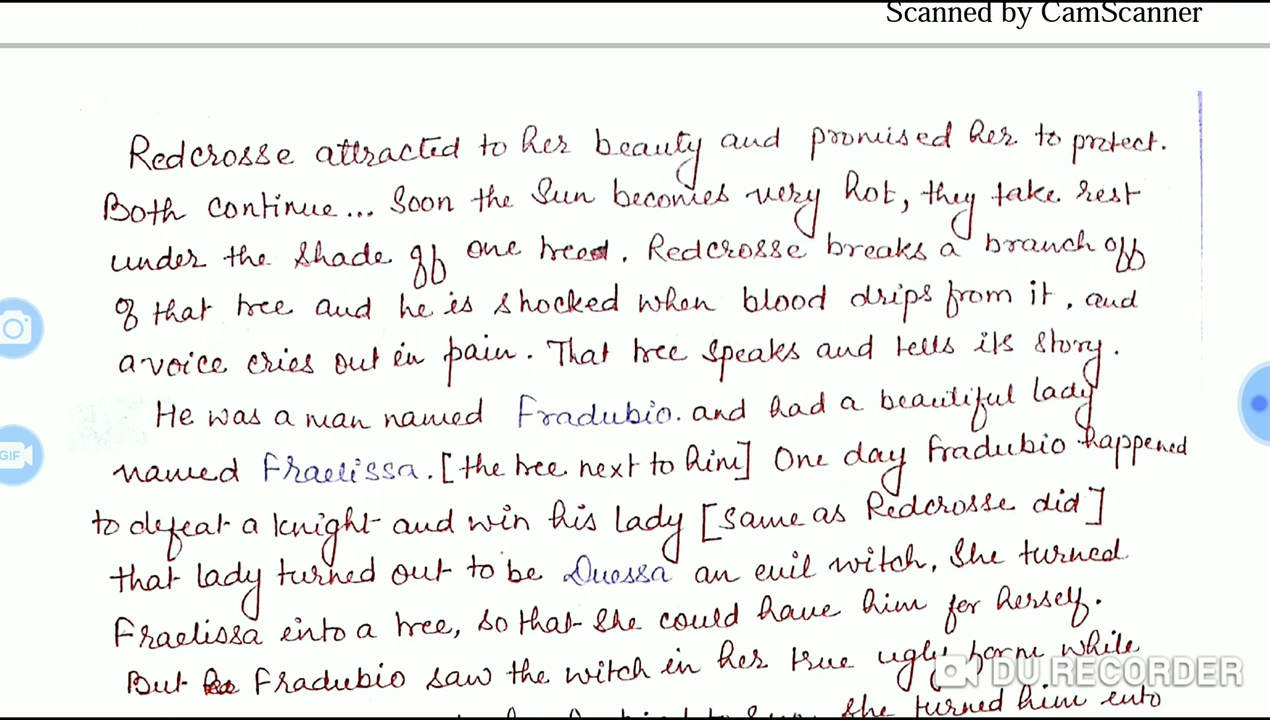 Scanned by CamScanner
Redcrosse attracted to her beauty and promised her to protect.
Both continue... Soon the Sun becomes very hot, they take rest
under the shade of one tree. Redcrosse breaks a branch off
of that tree and he is shocked when blood drips from it, and
a voice cries out in pain. That tree speaks and tells its story.
He was a man named Fradubio. and had a beautiful lady
named Fraelissa. [the tree next to him] One day Fradubio happened
to defeat a knight and win his lady [same as Redcrosse did]
that lady turned out to be Duessa an evil witch, She turned
Fraelissa into a tree, so that she could have him for herself.
But Fradubio saw the witch in her true ugly form while
she turned him into
GIF
DU RECORDER